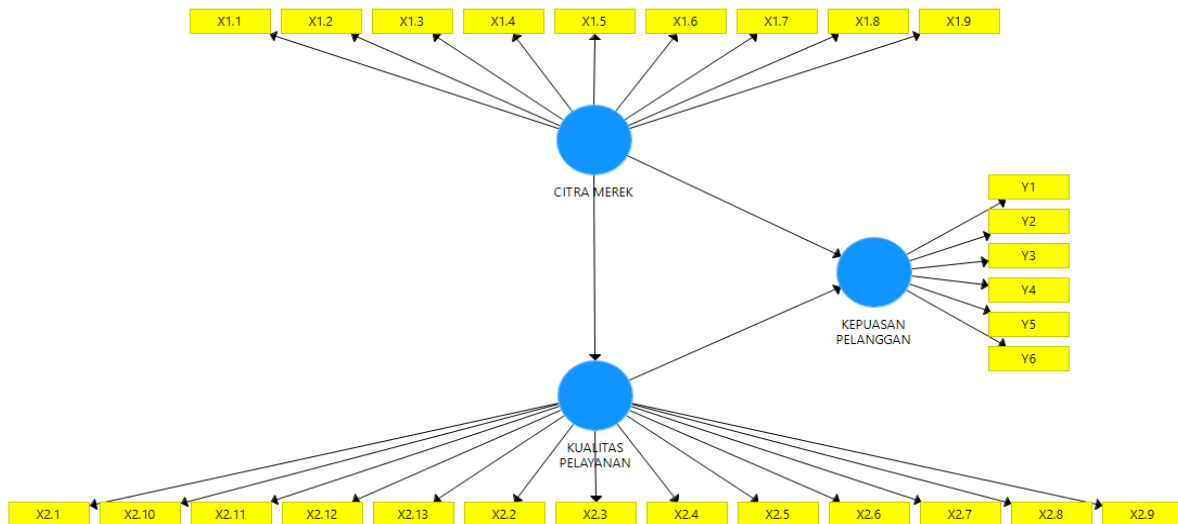 X1.1
X1.2
X1.3
X1.4
X1.5
X1.6
X1.7
X1.8
X1.9
CITRA MEREK
Y1
Y2
Y3
Y4
Y5
Y6
KEPUASAN
PELANGGAN
KUALITAS
PELAYANAN
X2.1
X2.10
X2.11
X2.12
X2.13
X2.2
X2.3
X2.4
X2.5
X2.6
X2.7
X2.8
X2.9